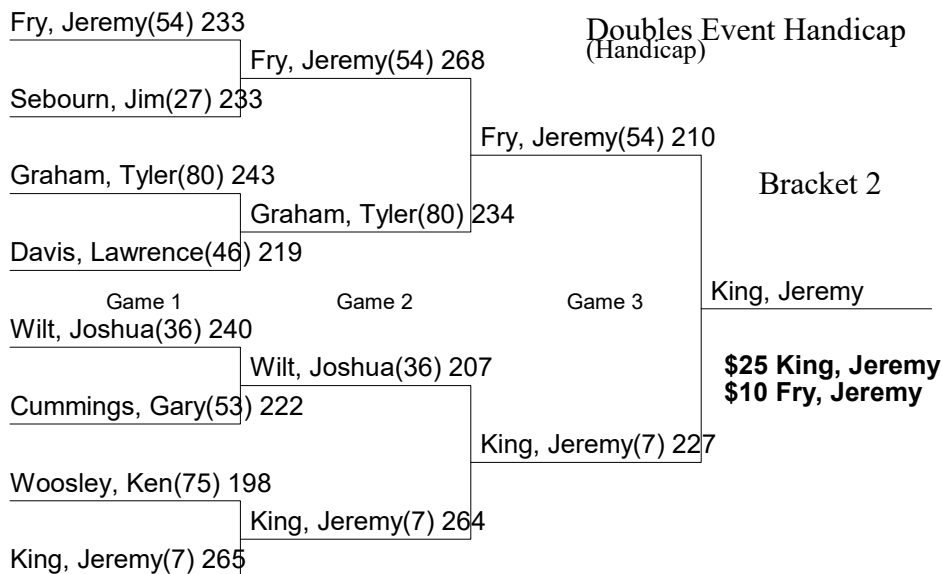 Fry, Jeremy(54) 233
Doubles Event Handicap
(Handicap)
Fry, Jeremy(54) 268
Sebourn, Jim(27) 233
Fry, Jeremy(54) 210
Graham, Tyler(80) 243
Bracket 2
Graham, Tyler(80) 234
Davis, Lawrence(46) 219
Game 1
Game 2
Game 3
King, Jeremy
Wilt, Joshua(36) 240
Wilt, Joshua(36) 207
$25 King, Jeremy
$10 Fry, Jeremy
Cummings, Gary(53) 222
King, Jeremy(7) 227
Woosley, Ken(75) 198
King, Jeremy(7) 264
King, Jeremy(7) 265